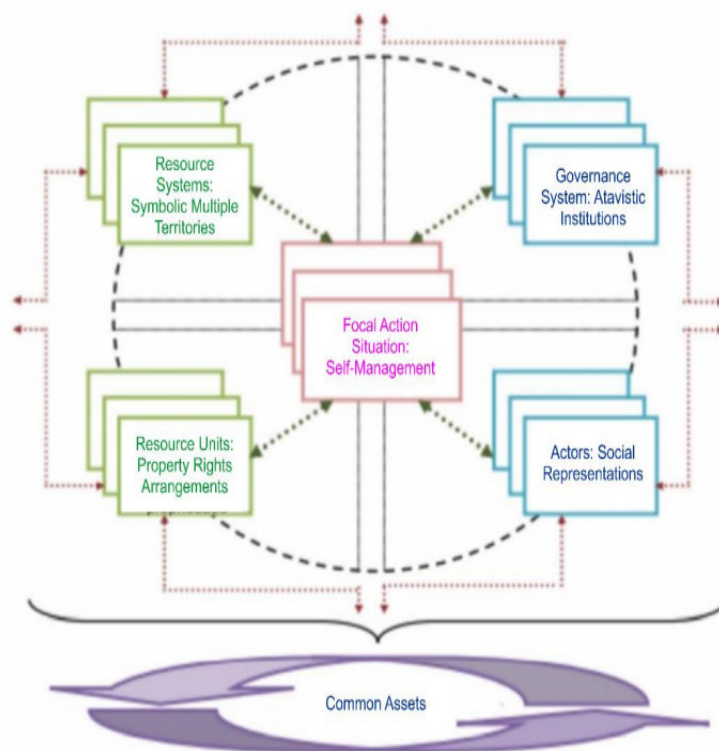 Resource
Systems:
Symbolic Multiple
Territories
Governance
System: Atavistic
Institutions
Focal Action
Situation:
Self-Management
Resource Units:
Property Rights
Arrangements
Actors: Social
Representations
Common Assets